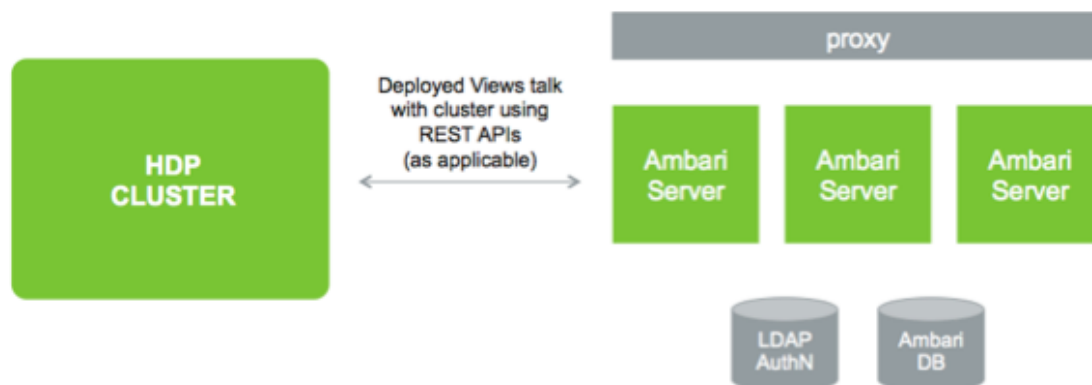 HDP
CLUSTER
Deployed Views talk
with cluster using
REST APIs
(as applicable)
proxy
Ambari
Server
Ambari
Server
Ambari
Server
LDAP
AuthN
Ambari
DB